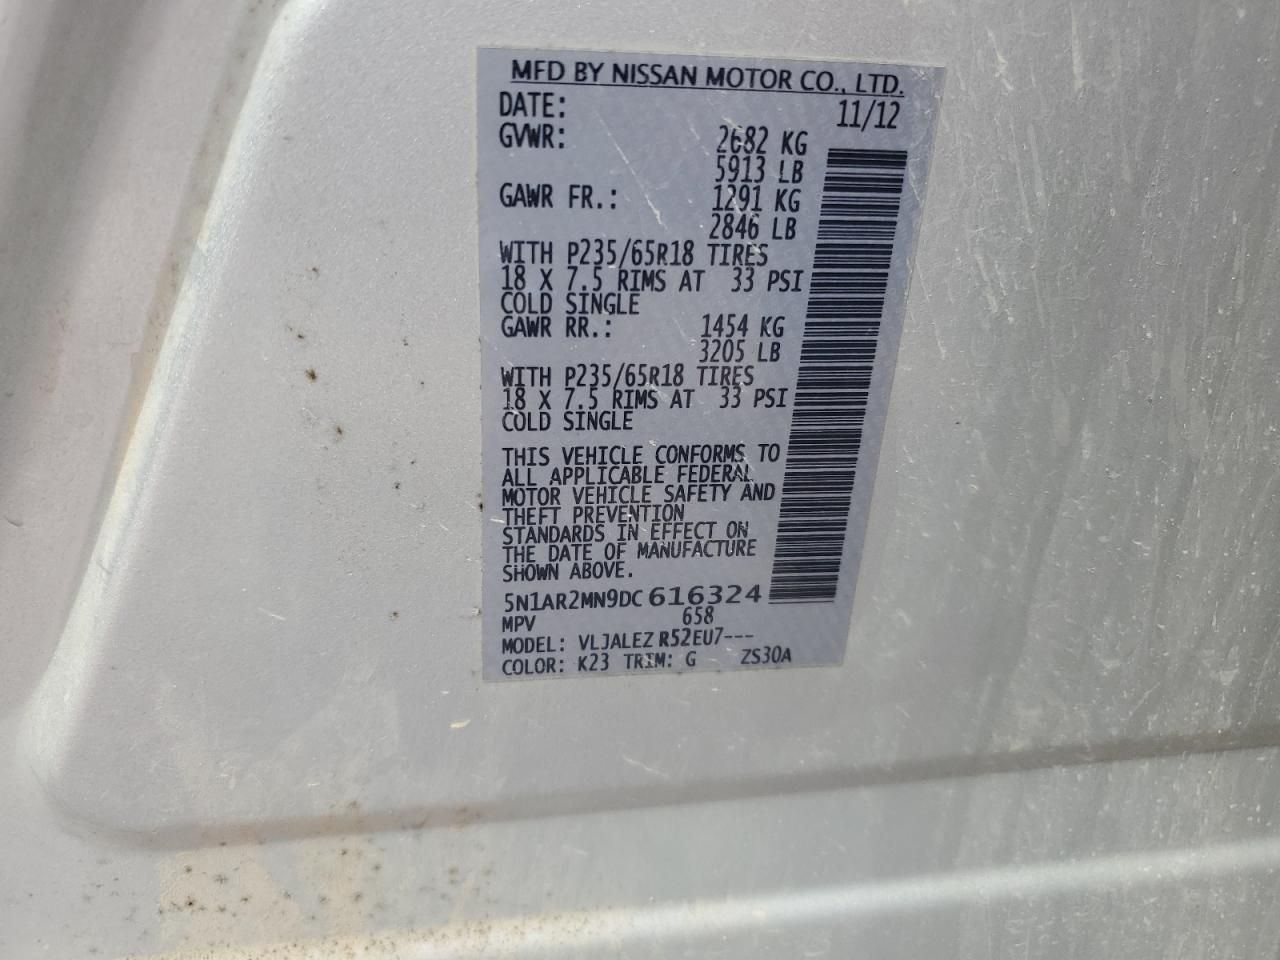 MFD BY NISSAN MOTOR CO., LTD.
DATE: 11/12
GVWR: 2682 KG
5913 LB
GAWR FR.: 1291 KG
2846 LB
WITH P235/65R18 TIRES
18 X 7.5 RIMS AT 33 PSI
COLD SINGLE
GAWR RR.: 1454 KG
3205 LB
WITH P235/65R18 TIRES
18 X 7.5 RIMS AT 33 PSI
COLD SINGLE
THIS VEHICLE CONFORMS TO
ALL APPLICABLE FEDERAL
MOTOR VEHICLE SAFETY AND
THEFT PREVENTION
STANDARDS IN EFFECT ON
THE DATE OF MANUFACTURE
SHOWN ABOVE.
5N1AR2MN9DC616324
MPV 658
MODEL: VLJALEZ R52EU7---
COLOR: K23 TRIM: G ZS30A